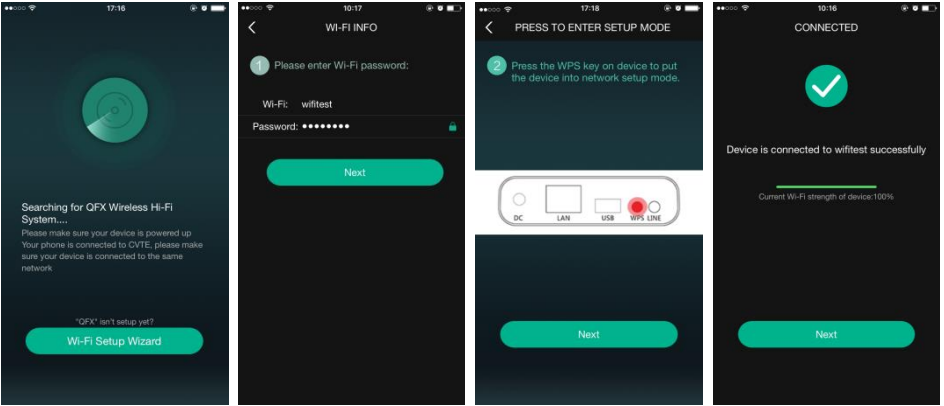 17:16
Searching for QFX Wireless Hi-Fi
System....
Please make sure your device is powered up
Your phone is connected to CVTE, please make
sure your device is connected to the same
network
"QFX" isn't setup yet?
Wi-Fi Setup Wizard
10:17
WI-FI INFO
1 Please enter Wi-Fi password:
Wi-Fi: wifitest
Password: ••••••••
Next
17:18
PRESS TO ENTER SETUP MODE
2 Press the WPS key on device to put
the device into network setup mode.
DC LAN USB WPS LINE
Next
10:16
CONNECTED
Device is connected to wifitest successfully
Current Wi-Fi strength of device:100%
Next